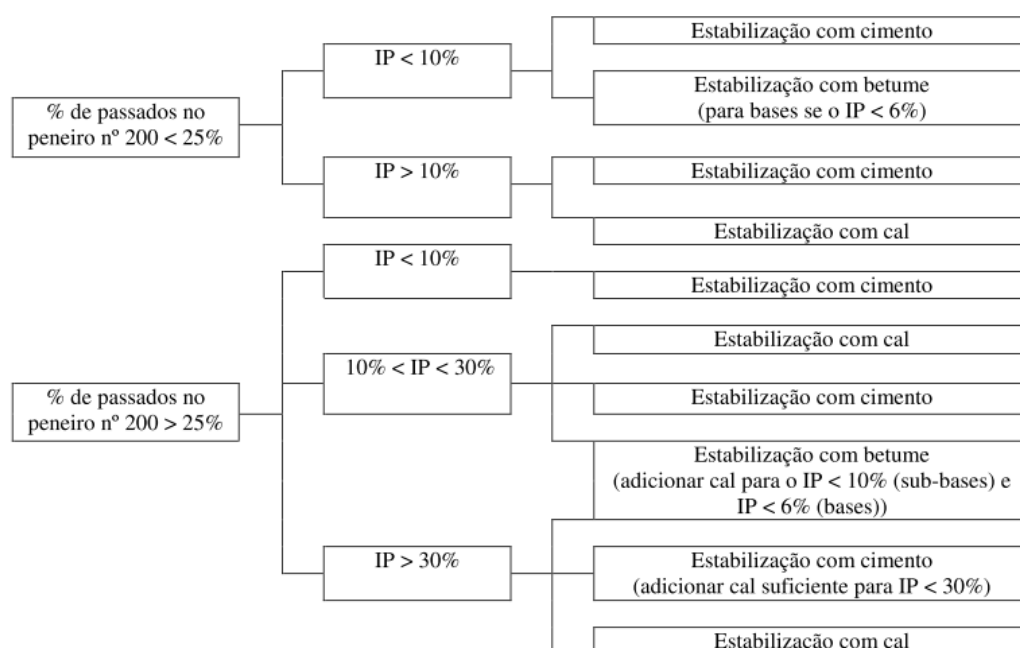 % de passados no
peneiro nº 200 < 25%
IP < 10%
Estabilização com cimento
Estabilização com betume
(para bases se o IP < 6%)
IP > 10%
Estabilização com cimento
Estabilização com cal
% de passados no
peneiro nº 200 > 25%
IP < 10%
Estabilização com cimento
10% < IP < 30%
Estabilização com cal
Estabilização com cimento
Estabilização com betume
(adicionar cal para o IP < 10% (sub-bases) e
IP < 6% (bases))
IP > 30%
Estabilização com cimento
(adicionar cal suficiente para IP < 30%)
Estabilização com cal